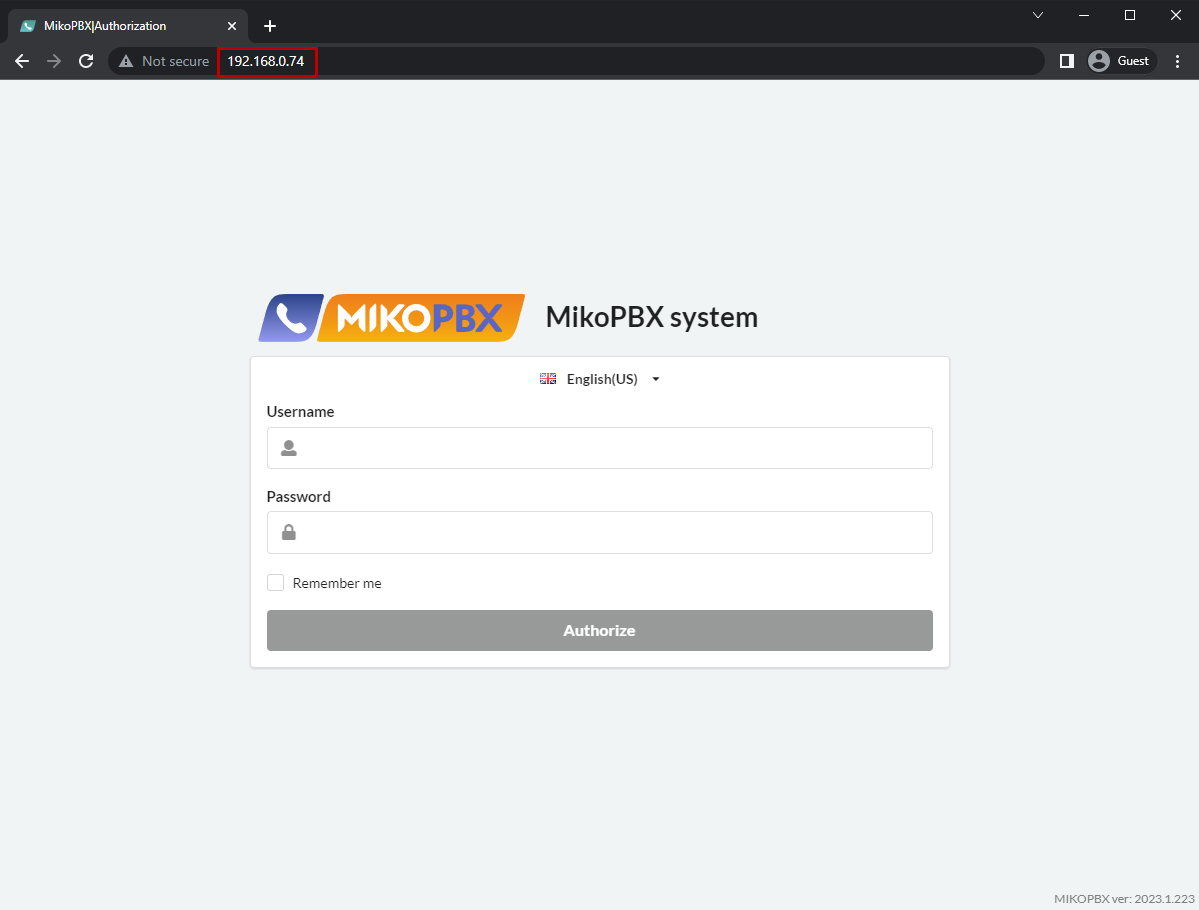 MikoPBX|Authorization
Not secure 192.168.0.74
Guest
MIKOPBX MikoPBX system
English(US)
Username
Password
Remember me
Authorize
MIKOPBX ver: 2023.1.223